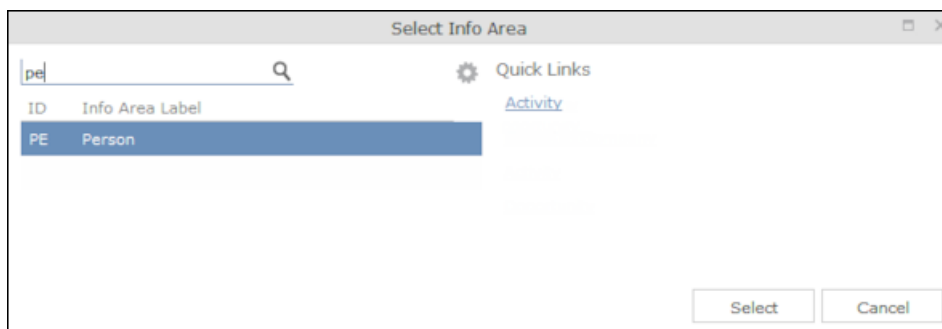 Select Info Area
pe
Quick Links
Activity
ID Info Area Label
PE Person
Select Cancel